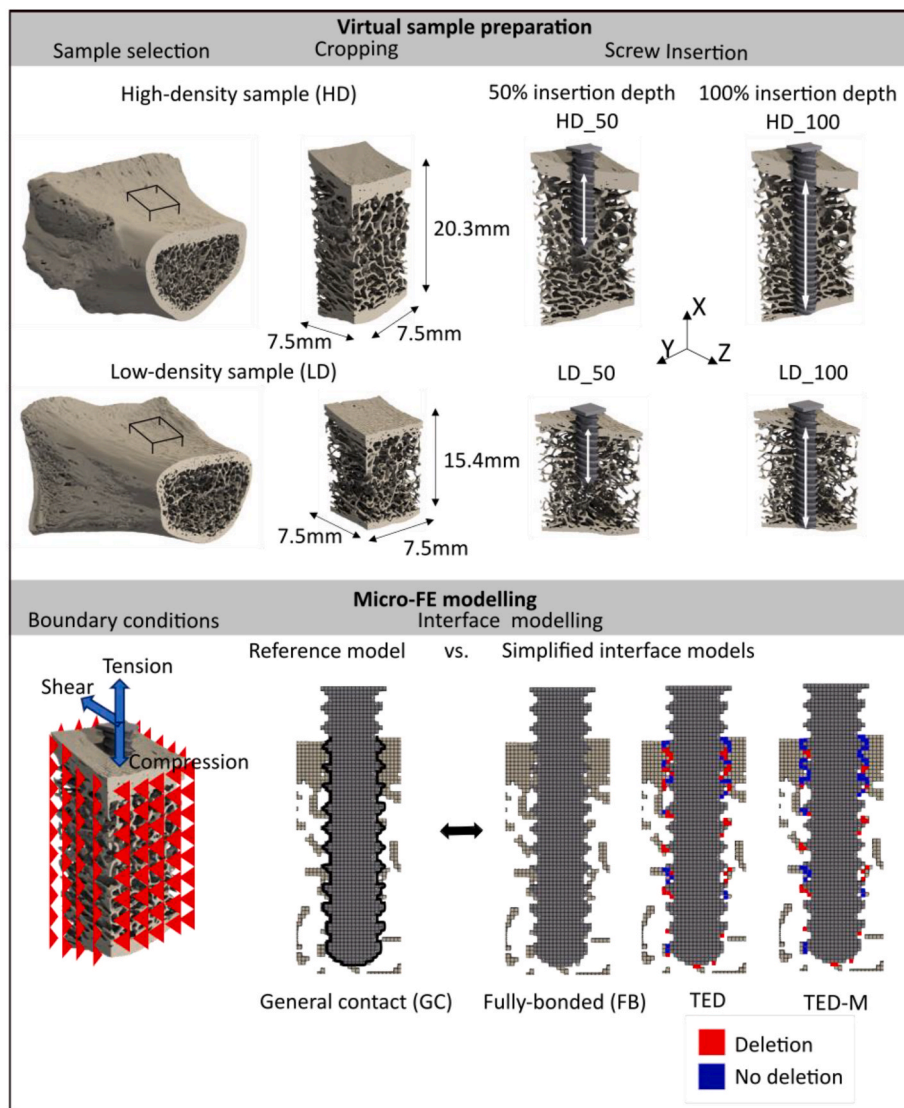 Virtual sample preparation
Sample selection Cropping Screw Insertion
High-density sample (HD)
50% insertion depth 100% insertion depth
HD_50 HD_100
20.3mm
7.5mm 7.5mm
X
Y Z
Low-density sample (LD)
LD_50 LD_100
15.4mm
7.5mm 7.5mm
Micro-FE modelling
Boundary conditions Interface modelling
Reference model vs. Simplified interface models
Tension
Shear
Compression
General contact (GC) Fully-bonded (FB) TED TED-M
Deletion
No deletion